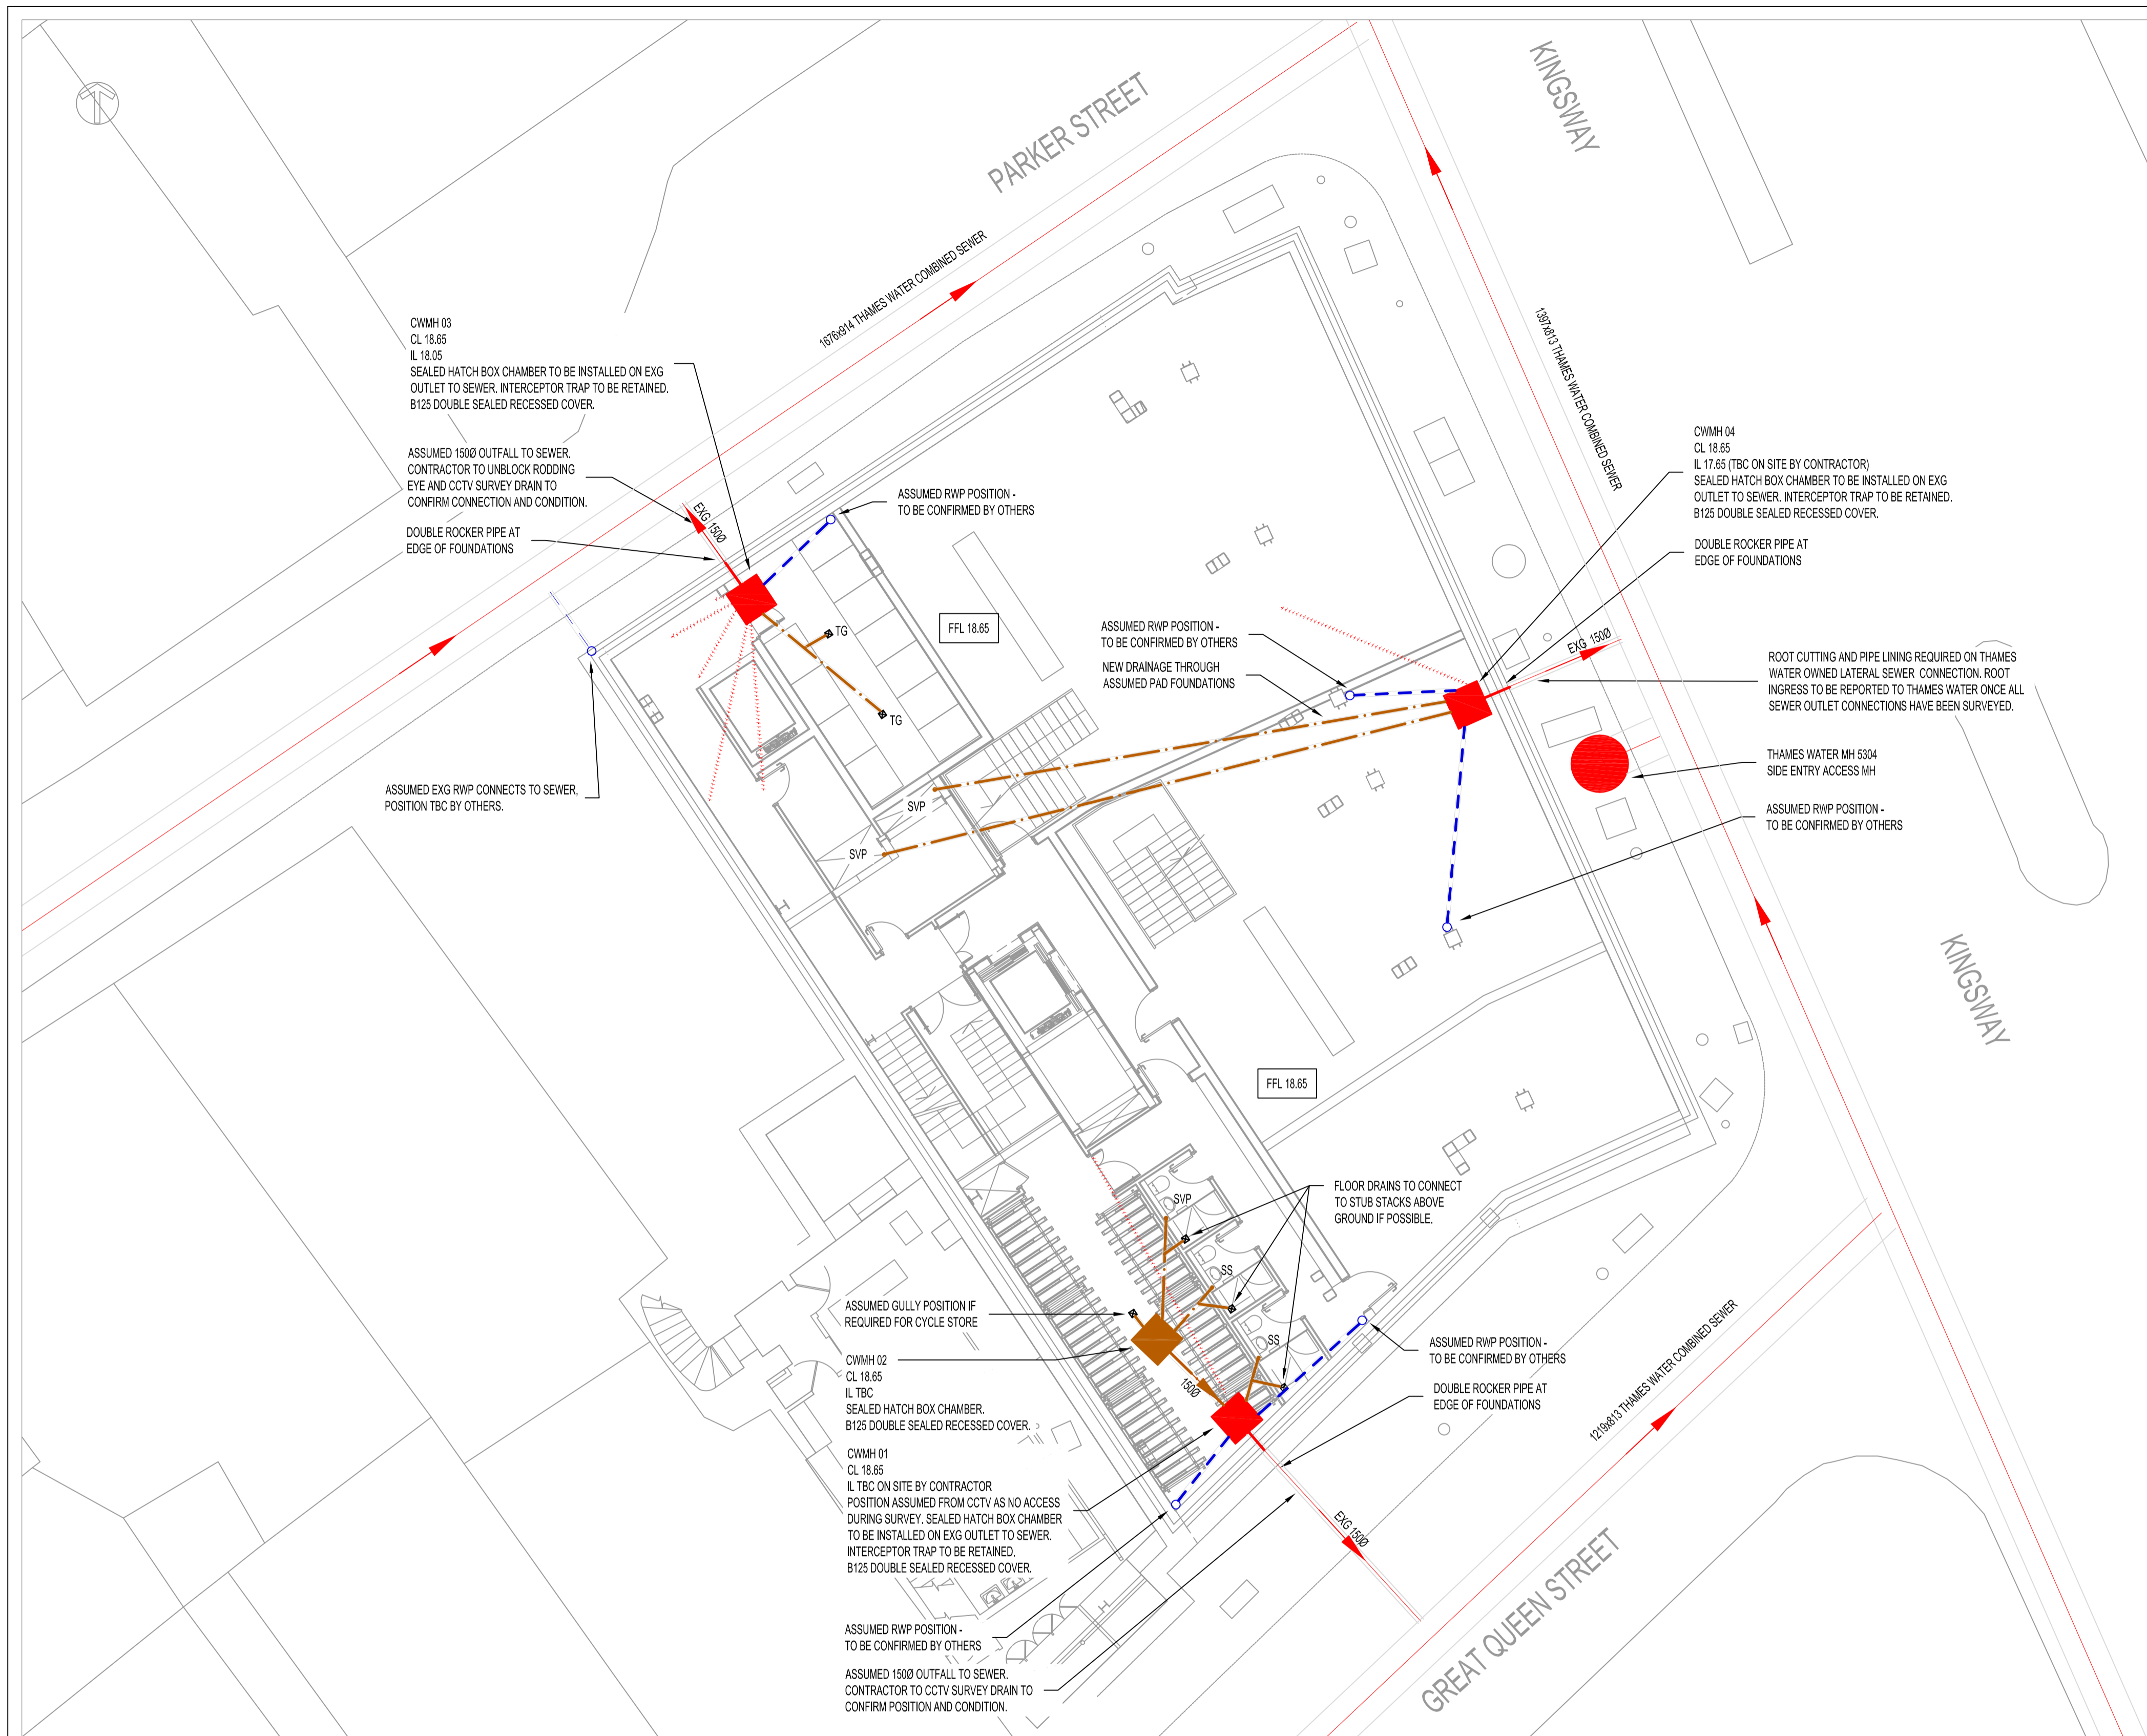 PARKER STREET
KINGSWAY
1676x914 THAMES WATER COMBINED SEWER
1397x813 THAMES WATER COMBINED SEWER
CWMH 03
CL 18.65
IL 18.05
SEALED HATCH BOX CHAMBER TO BE INSTALLED ON EXG
OUTLET TO SEWER. INTERCEPTOR TRAP TO BE RETAINED.
B125 DOUBLE SEALED RECESSED COVER.
ASSUMED 150Ø OUTFALL TO SEWER.
CONTRACTOR TO UNBLOCK RODDING
EYE AND CCTV SURVEY DRAIN TO
CONFIRM CONNECTION AND CONDITION.
DOUBLE ROCKER PIPE AT
EDGE OF FOUNDATIONS
EXG 150Ø
ASSUMED RWP POSITION -
TO BE CONFIRMED BY OTHERS
CWMH 04
CL 18.65
IL 17.65 (TBC ON SITE BY CONTRACTOR)
SEALED HATCH BOX CHAMBER TO BE INSTALLED ON EXG
OUTLET TO SEWER. INTERCEPTOR TRAP TO BE RETAINED.
B125 DOUBLE SEALED RECESSED COVER.
DOUBLE ROCKER PIPE AT
EDGE OF FOUNDATIONS
TG
TG
FFL 18.65
ASSUMED RWP POSITION -
TO BE CONFIRMED BY OTHERS
NEW DRAINAGE THROUGH
ASSUMED PAD FOUNDATIONS
EXG 150Ø
ROOT CUTTING AND PIPE LINING REQUIRED ON THAMES
WATER OWNED LATERAL SEWER CONNECTION. ROOT
INGRESS TO BE REPORTED TO THAMES WATER ONCE ALL
SEWER OUTLET CONNECTIONS HAVE BEEN SURVEYED.
THAMES WATER MH 5304
SIDE ENTRY ACCESS MH
ASSUMED RWP POSITION -
TO BE CONFIRMED BY OTHERS
ASSUMED EXG RWP CONNECTS TO SEWER,
POSITION TBC BY OTHERS.
SVP
SVP
KINGSWAY
FFL 18.65
FLOOR DRAINS TO CONNECT
TO STUB STACKS ABOVE
GROUND IF POSSIBLE.
SVP
SS
SS
ASSUMED GULLY POSITION IF
REQUIRED FOR CYCLE STORE
CWMH 02
CL 18.65
IL TBC
SEALED HATCH BOX CHAMBER.
B125 DOUBLE SEALED RECESSED COVER.
150Ø
ASSUMED RWP POSITION -
TO BE CONFIRMED BY OTHERS
DOUBLE ROCKER PIPE AT
EDGE OF FOUNDATIONS
1219x813 THAMES WATER COMBINED SEWER
CWMH 01
CL 18.65
IL TBC ON SITE BY CONTRACTOR
POSITION ASSUMED FROM CCTV AS NO ACCESS
DURING SURVEY. SEALED HATCH BOX CHAMBER
TO BE INSTALLED ON EXG OUTLET TO SEWER.
INTERCEPTOR TRAP TO BE RETAINED.
B125 DOUBLE SEALED RECESSED COVER.
EXG 150Ø
ASSUMED RWP POSITION -
TO BE CONFIRMED BY OTHERS
ASSUMED 150Ø OUTFALL TO SEWER.
CONTRACTOR TO CCTV SURVEY DRAIN TO
CONFIRM POSITION AND CONDITION.
GREAT QUEEN STREET